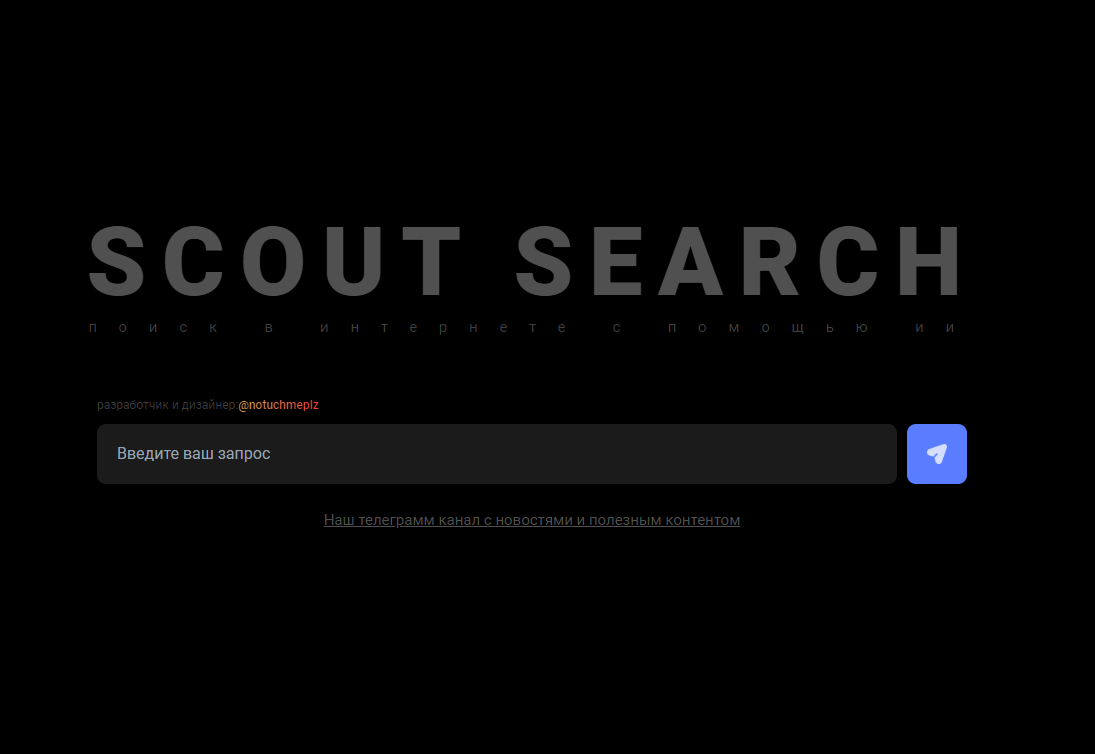 SCOUT SEARCH
поиск в интернете с помощью ии
разработчик и дизайнер:@notuchmeplz
Введите ваш запрос
Наш телеграмм канал с новостями и полезным контентом